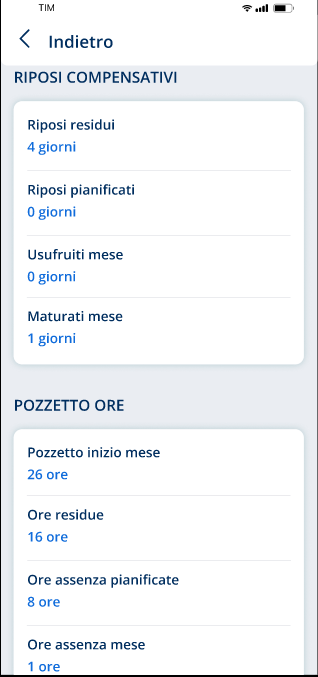 TIM
Indietro
RIPOSI COMPENSATIVI
Riposi residui
4 giorni
Riposi pianificati
0 giorni
Usufruiti mese
0 giorni
Maturati mese
1 giorni
POZZETTO ORE
Pozzetto inizio mese
26 ore
Ore residue
16 ore
Ore assenza pianificate
8 ore
Ore assenza mese
1 ore